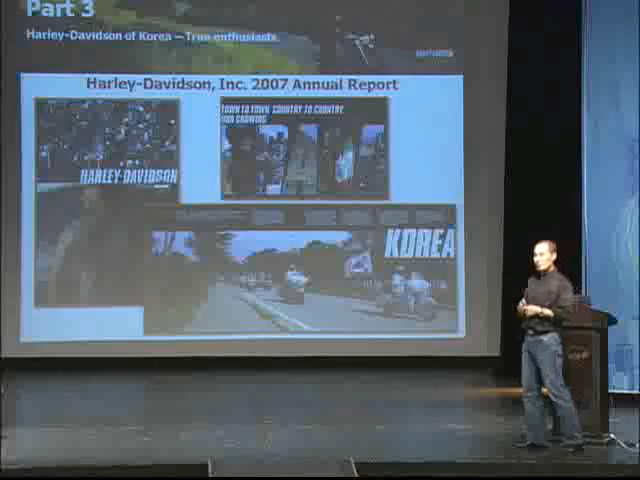 Part 3
Harley-Davidson of Korea — True enthusiasts
Harley-Davidson, Inc. 2007 Annual Report
TOWN TO TOWN, COUNTRY TO COUNTRY,
HARLEY-DAVIDSON
KOREA